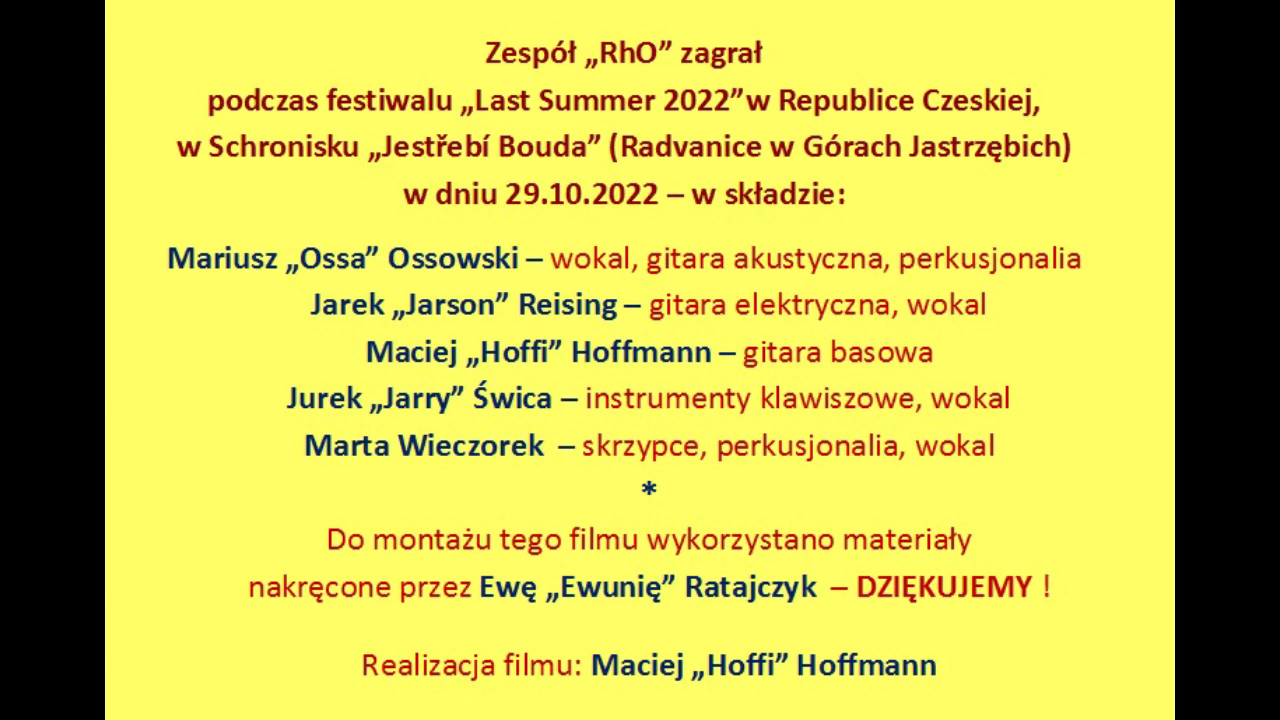 Zespół „RhO” zagrał
podczas festiwalu „Last Summer 2022”w Republice Czeskiej,
w Schronisku „Jestřebí Bouda” (Radvanice w Górach Jastrzębich)
w dniu 29.10.2022 – w składzie:
Mariusz „Ossa” Ossowski – wokal, gitara akustyczna, perkusjonalia
Jarek „Jarson” Reising – gitara elektryczna, wokal
Maciej „Hoffi” Hoffmann – gitara basowa
Jurek „Jarry” Świca – instrumenty klawiszowe, wokal
Marta Wieczorek – skrzypce, perkusjonalia, wokal
*
Do montażu tego filmu wykorzystano materiały
nakręcone przez Ewę „Ewunię” Ratajczyk – DZIĘKUJEMY !
Realizacja filmu: Maciej „Hoffi” Hoffmann